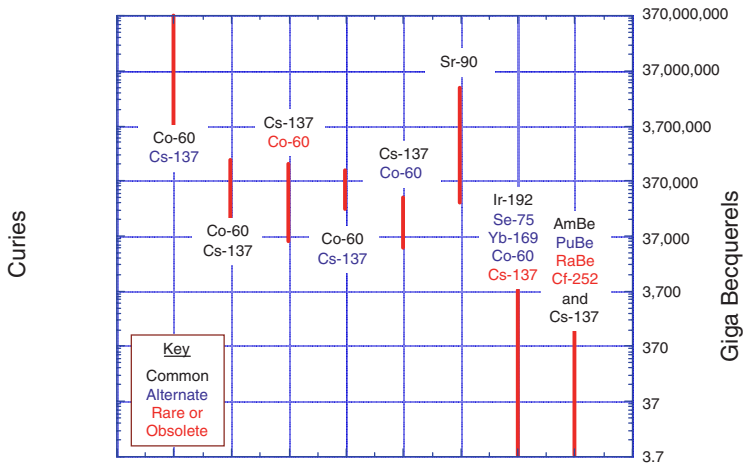 Curies
Co-60
Cs-137
Co-60
Cs-137
Cs-137
Co-60
Co-60
Cs-137
Cs-137
Co-60
Sr-90
Ir-192
Se-75
Yb-169
Co-60
Cs-137
AmBe
PuBe
RaBe
Cf-252
and
Cs-137
Key
Common
Alternate
Rare or
Obsolete
370,000,000
37,000,000
3,700,000
370,000
37,000
3,700
370
37
3.7
Giga Becquerels